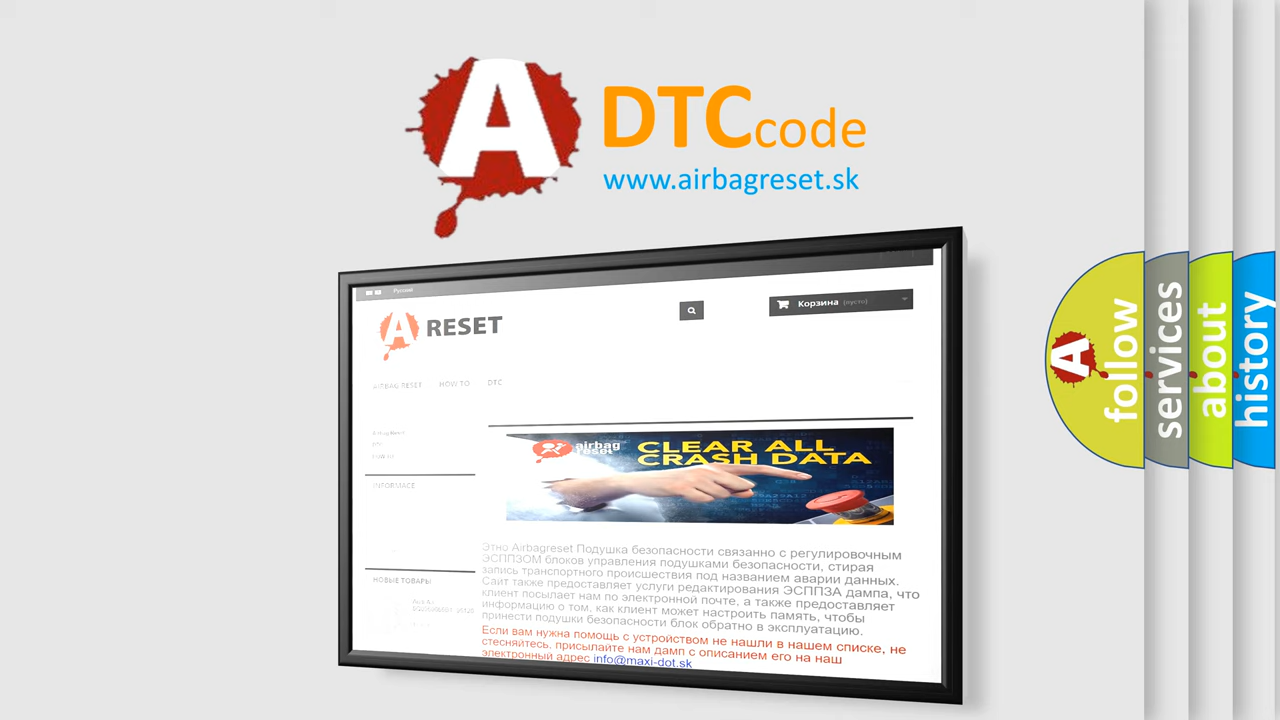 A
DTCcode
www.airbagreset.sk
Русский
A RESET
Корзина (пусто)
AIRBAG RESET HOW TO DTC
airbag
reset
CLEAR ALL
CRASH DATA
INFORMACE
Этно Airbagreset Подушка безопасности связанно с регулировочным
ЭСППЗОМ блоков управления подушками безопасности, стирая
запись транспортного происшествия под названием аварии данных.
Сайт также предоставляет услуги редактирования ЭСППЗА дампа, что
клиент посылает нам по электронной почте, а также предоставляет
информацию о том, как клиент может настроить память, чтобы
принести подушки безопасности блок обратно в эксплуатацию.
Если вам нужна помощь с устройством не нашли в нашем списке, не
стесняйтесь, присылайте нам дамп с описанием его на наш
электронный адрес info@maxi-dot.sk
НОВЫЕ ТОВАРЫ
A
follow
services
about
history